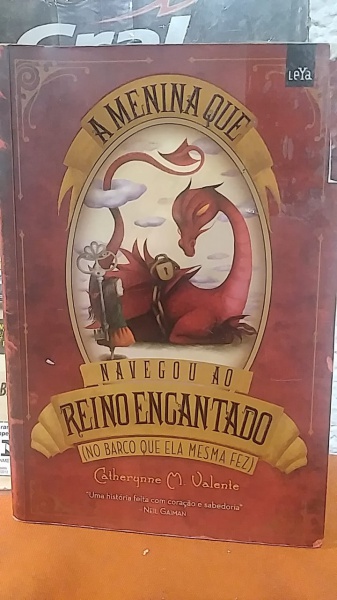 LeYa
A MENINA QUE
NAVEGOU AO
REINO ENCANTADO
(NO BARCO QUE ELA MESMA FEZ)
Catherynne M. Valente
"Uma história feita com coração e sabedoria"
- NEIL GAIMAN